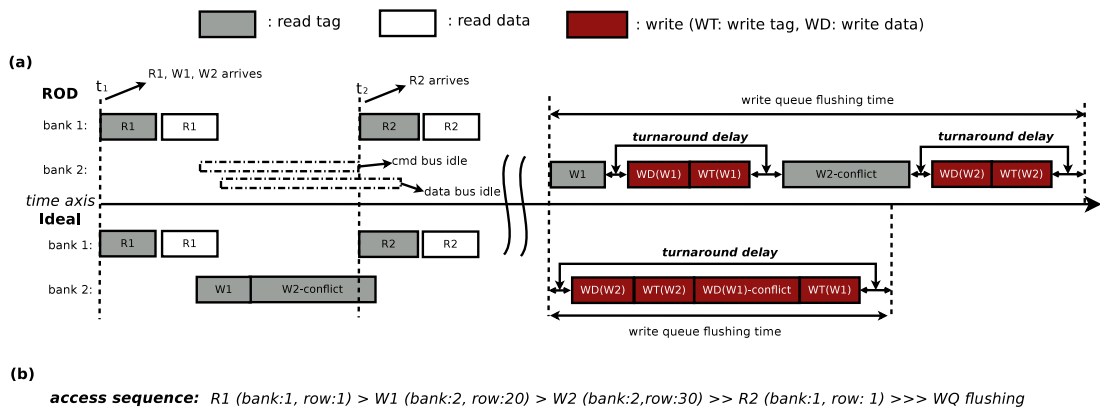 : read tag : read data : write (WT: write tag, WD: write data)
(a)
t1 R1, W1, W2 arrives t2 R2 arrives
ROD
write queue flushing time
bank 1: R1 R1 R2 R2
turnaround delay turnaround delay
cmd bus idle
bank 2: W1 WD(W1) WT(W1) W2-conflict WD(W2) WT(W2)
data bus idle
time axis
Ideal
bank 1: R1 R1 R2 R2
turnaround delay
bank 2: W1 W2-conflict WD(W2) WT(W2) WD(W1)-conflict WT(W1)
write queue flushing time
(b)
access sequence: R1 (bank:1, row:1) > W1 (bank:2, row:20) > W2 (bank:2,row:30) >> R2 (bank:1, row: 1) >>> WQ flushing